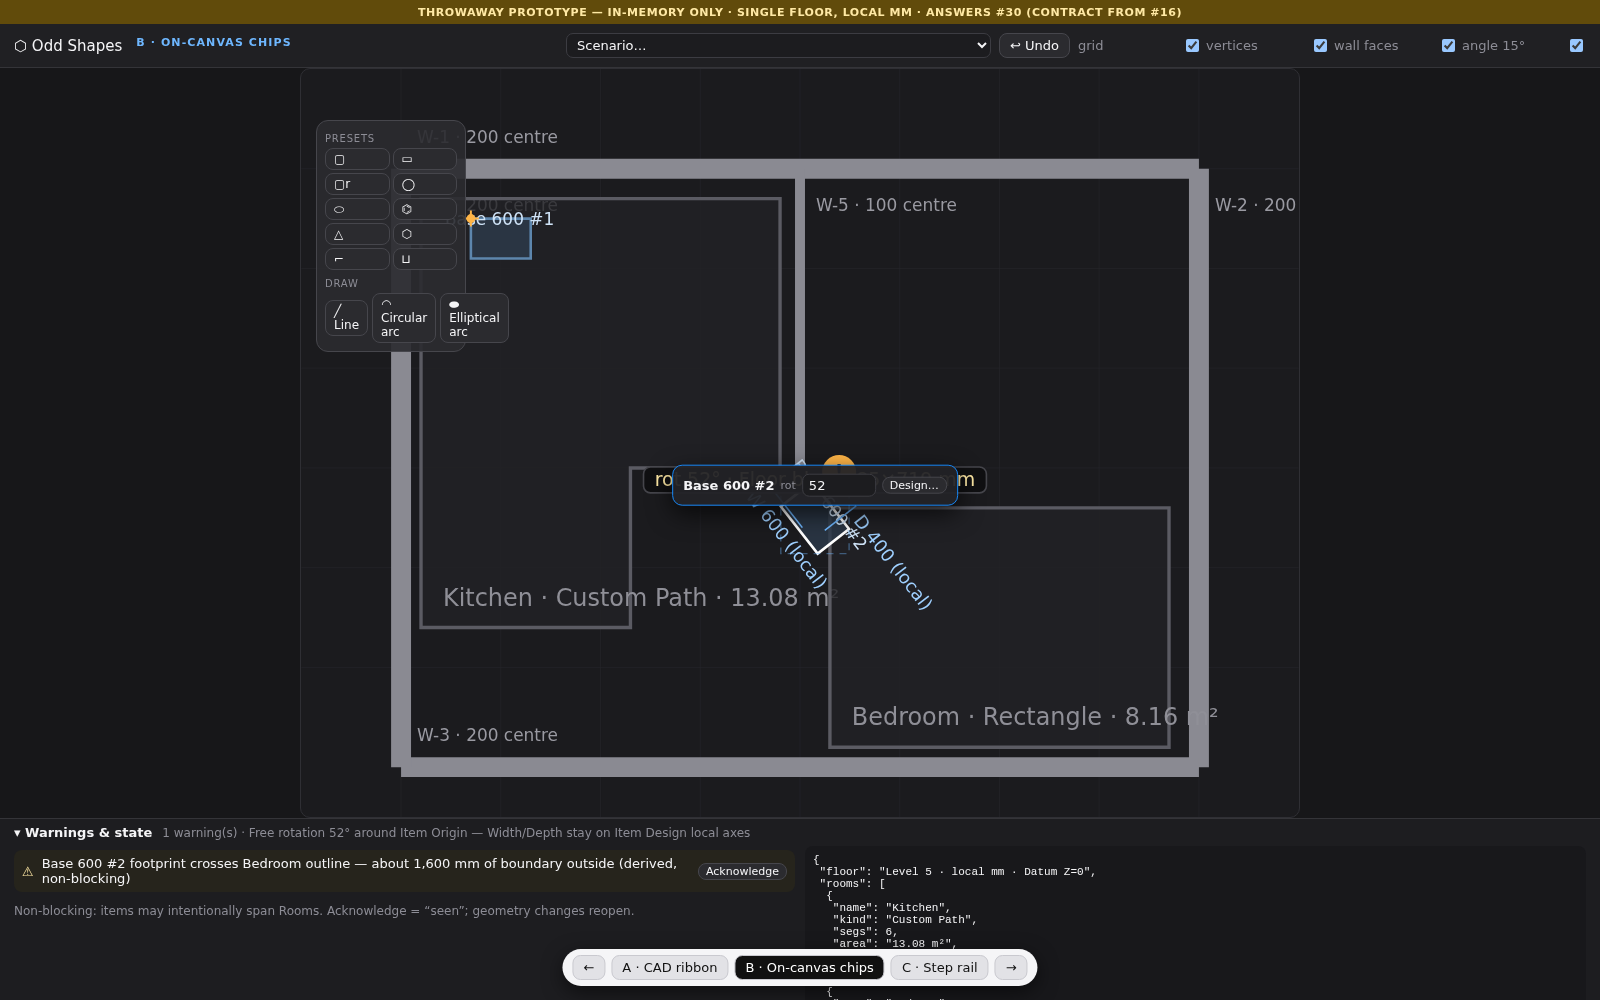 THROWAWAY PROTOTYPE — IN-MEMORY ONLY · SINGLE FLOOR, LOCAL MM · ANSWERS #30 (CONTRACT FROM #16)
⬡ Odd Shapes B · ON-CANVAS CHIPS Scenario... ↩ Undo grid vertices wall faces angle 15°
PRESETS
▢r
DRAW
Line
Circular arc
Elliptical arc
W-1 · 200 centre
200 centre
Base 600 #1
W-5 · 100 centre
W-2 · 200
Base 600 #2 rot 52 Design...
W 600 (local)
D 400 (local)
Kitchen · Custom Path · 13.08 m²
Bedroom · Rectangle · 8.16 m²
W-3 · 200 centre
▾ Warnings & state 1 warning(s) · Free rotation 52° around Item Origin — Width/Depth stay on Item Design local axes
⚠ Base 600 #2 footprint crosses Bedroom outline — about 1,600 mm of boundary outside (derived,
non-blocking)
Acknowledge
Non-blocking: items may intentionally span Rooms. Acknowledge = “seen”; geometry changes reopen.
{
"floor": "Level 5 · local mm · Datum Z=0",
"rooms": [
{
"name": "Kitchen",
"kind": "Custom Path",
"segs": 6,
"area": "13.08 m²",
{
← A · CAD ribbon B · On-canvas chips C · Step rail →